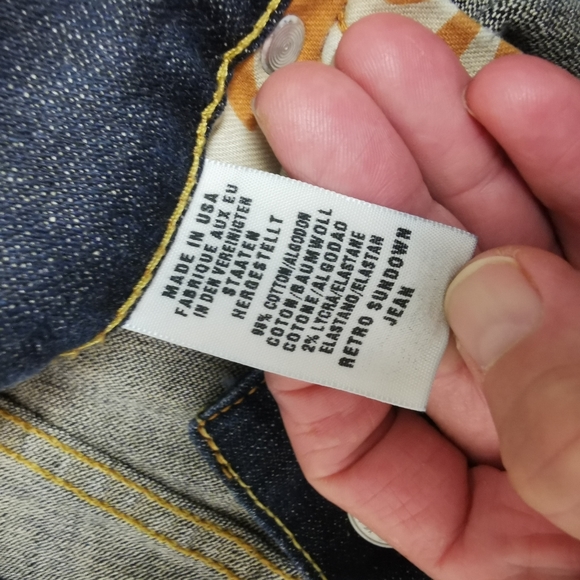 MADE IN USA
FABRIQUE AUX EU
IN DEN VEREINIGTEN
STAATEN
HERGESTELLT
98% COTTON/ALGODON
COTON/BAUMWOLL
COTONE/ALGODAO
2% LYCRA/ELASTANE
ELASTANO/ELASTAN
RETRO SUNDOWN
JEAN